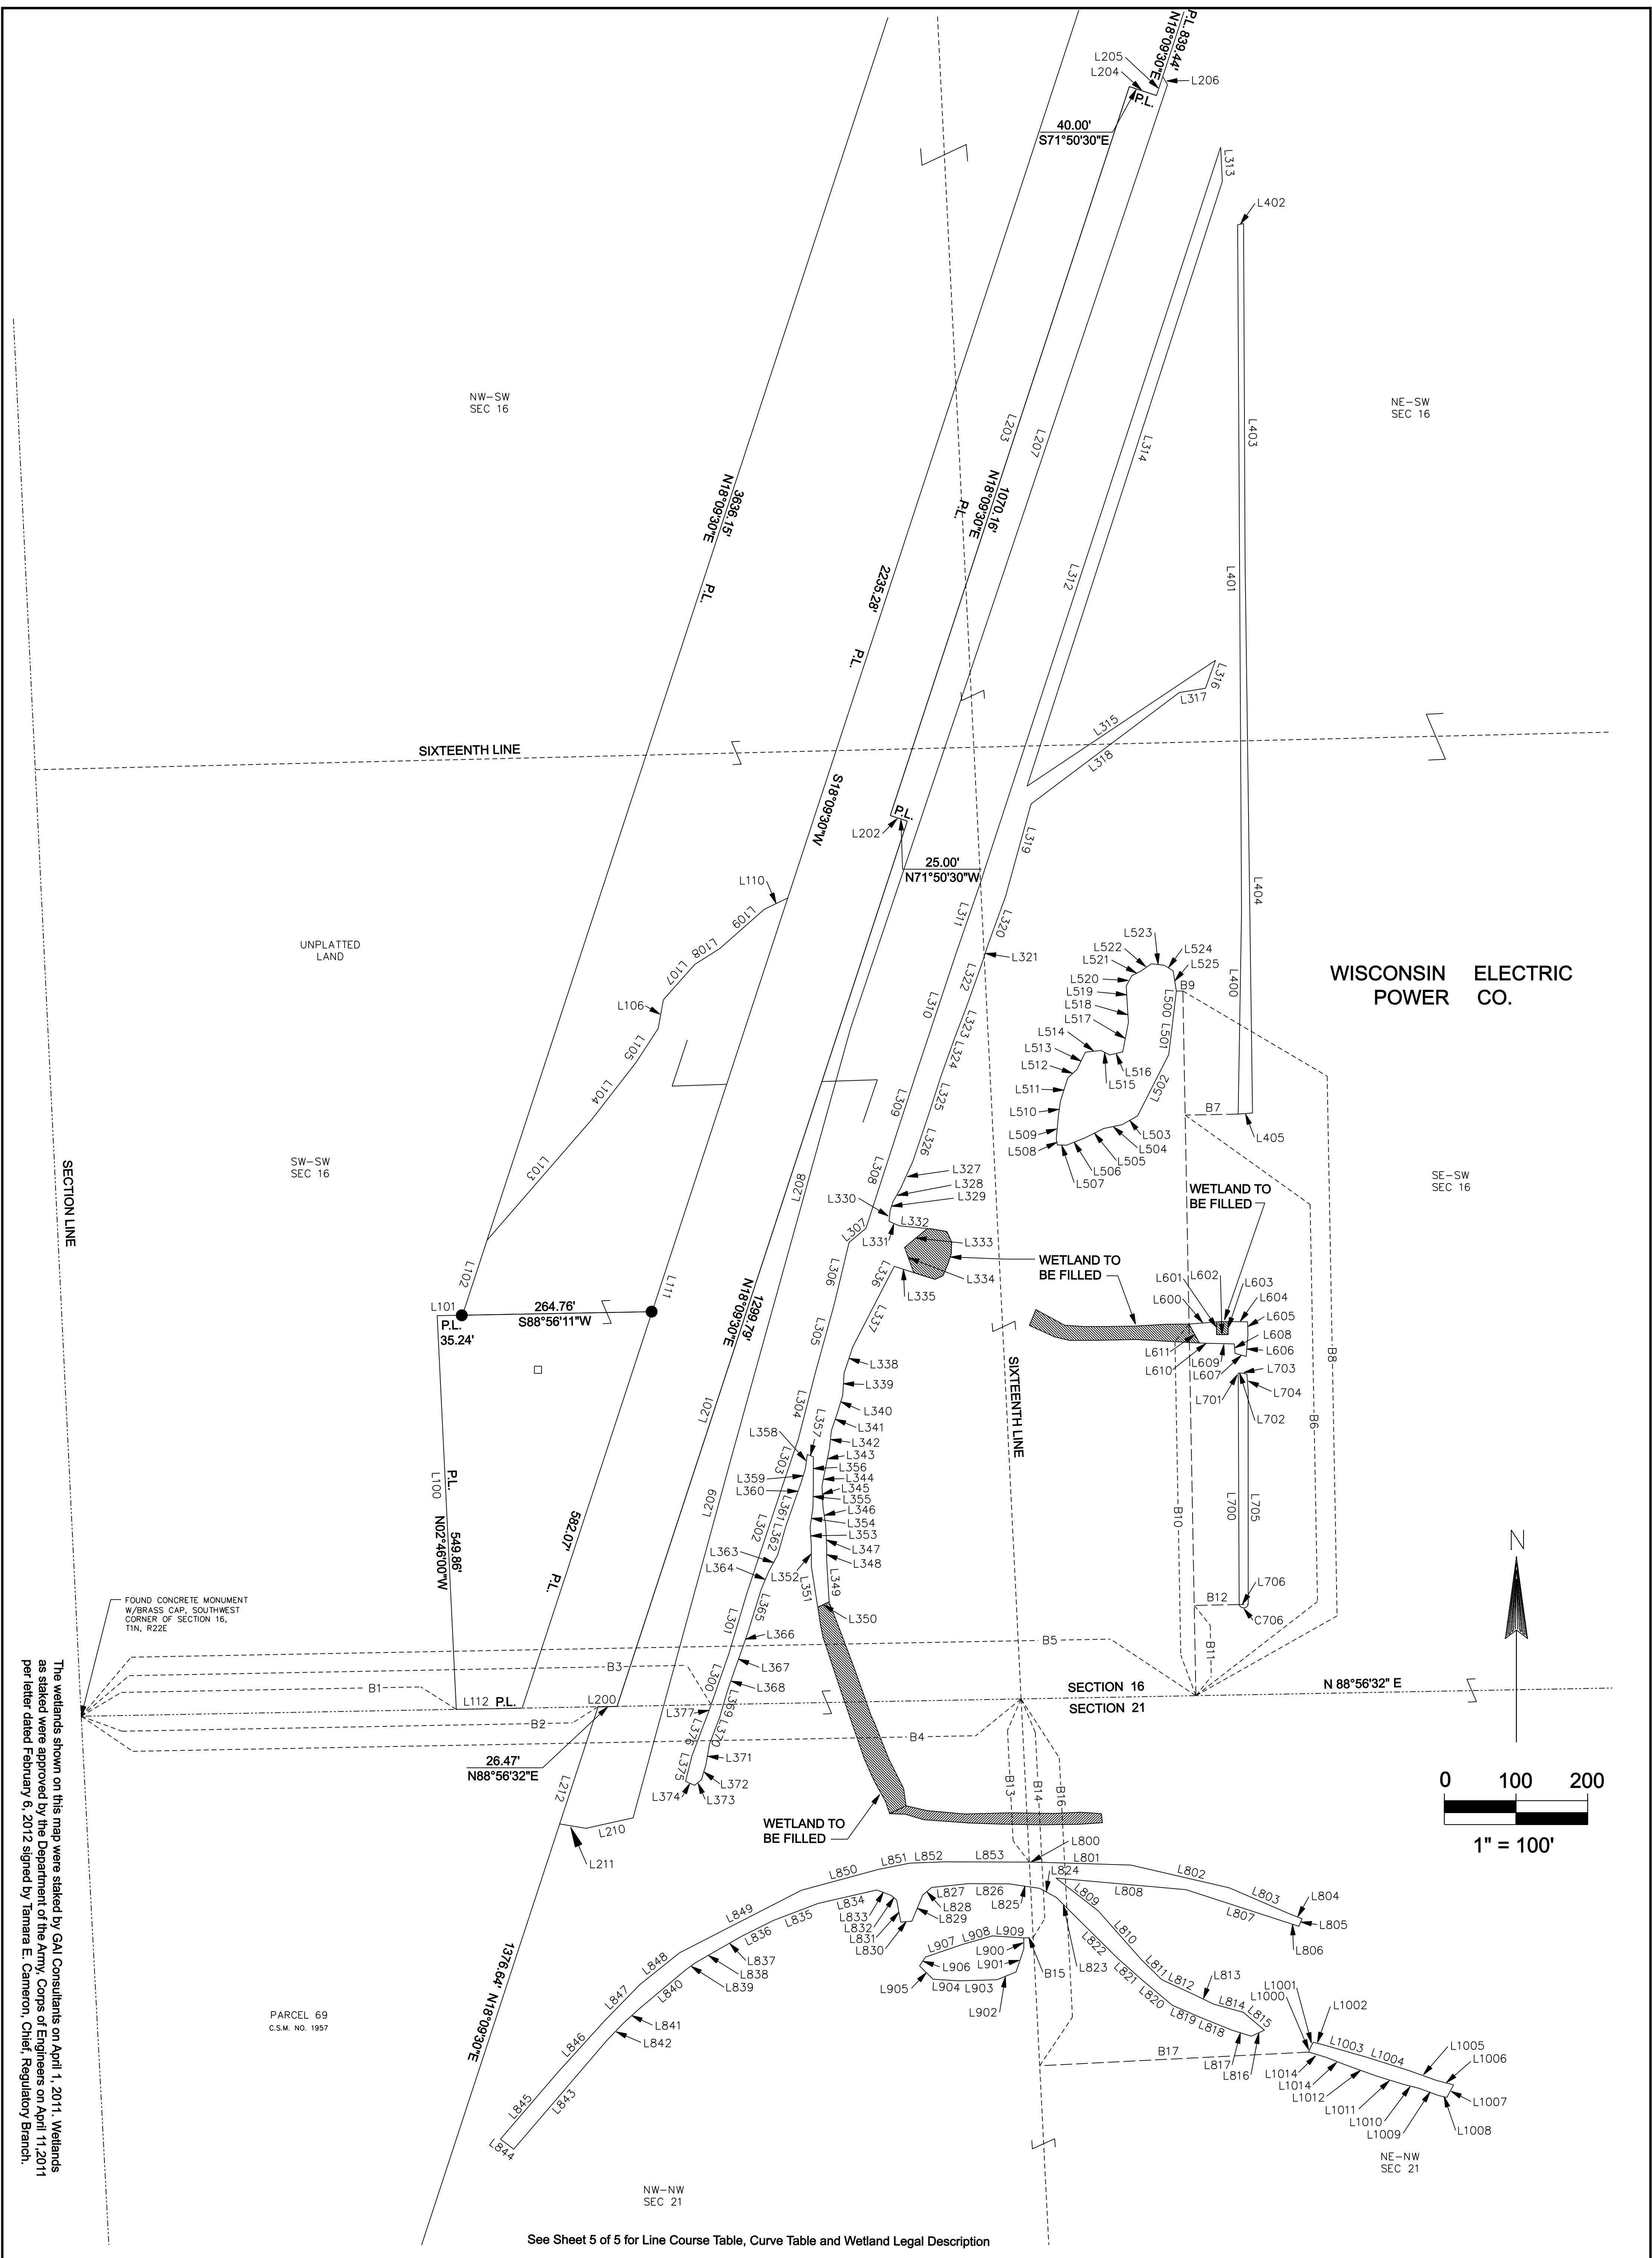 P.L. 839.44'
N18°09'30"E
L205
L204
L206
P.L.
40.00'
S71°50'30"E
L313
L402
NW-SW
SEC 16
NE-SW
SEC 16
L203
L207
L314
L403
3636.15'
N18°09'30"E
P.L.
1070.16'
N18°09'30"E
P.L.
2235.28'
P.L.
L312
L401
L316
L317
L315
L318
SIXTEENTH LINE
S18°09'30"W
P.L.
L202
25.00'
N71°50'30"W
L319
L110
L109
L108
L107
L106
L105
L104
L103
L404
L311
L320
L321
L322
L310
L323
L324
L325
L309
L326
L308
UNPLATTED
LAND
L523
L522
L524
L521
L525
L520
L519
L518
L517
L514
L513
L512
L511
L510
L509
L508
L516
L515
L500
L501
L502
L503
L504
L505
L506
L507
B9
L400
WISCONSIN ELECTRIC
POWER CO.
B7
L405
SW-SW
SEC 16
SE-SW
SEC 16
SECTION LINE
L208
L327
L328
L329
L330
L331
L332
L307
L333
L334
L335
L336
L306
WETLAND TO
BE FILLED
WETLAND TO
BE FILLED
L602
L601
L600
L603
L604
L605
L608
L606
L611
L610
L609
L607
L703
L701
L704
L702
B8
B6
L102
L101
P.L.
35.24'
264.76'
S88°56'11"W
L111
1299.79'
N18°09'30"E
L305
L337
L338
L339
L340
L341
L342
L343
L356
L344
L345
L355
L346
L354
L353
L347
L348
L304
L357
L358
L303
L359
L360
L361
L362
L302
L363
L364
L352
L351
L349
L350
SIXTEENTH LINE
L201
L209
P.L.
L100
549.86'
N02°46'00"W
582.07'
P.L.
B10
L700
L705
L706
B12
C706
B11
N
FOUND CONCRETE MONUMENT
W/BRASS CAP, SOUTHWEST
CORNER OF SECTION 16,
T1N, R22E
L365
L301
L366
L367
L368
L300
L369
L377
L370
L376
L371
L375
L372
L374
L373
B5
B3
B1
L112 P.L.
L200
B2
B4
SECTION 16
SECTION 21
N 88°56'32" E
26.47'
N88°56'32"E
L212
L210
L211
B13
B14
B16
WETLAND TO
BE FILLED
0 100 200
1" = 100'
L800
L801
L802
L803
L804
L805
L806
L807
L808
L809
L824
L825
L826
L827
L828
L829
L830
L831
L832
L833
L834
L835
L836
L837
L838
L839
L840
L841
L842
L843
L844
L845
L846
L847
L848
L849
L850
L851
L852
L853
L810
L811
L812
L813
L814
L815
L816
L817
L818
L819
L820
L821
L822
L823
L909
L908
L907
L906
L905
L904
L903
L902
L901
L900
B15
B17
L1001
L1000
L1002
L1003
L1004
L1005
L1006
L1007
L1008
L1009
L1010
L1011
L1012
L1014
L1014
1376.64' N18°09'30"E
PARCEL 69
C.S.M. NO. 1957
NE-NW
SEC 21
NW-NW
SEC 21
The wetlands shown on this map were staked by GAI Consultants on April 1, 2011. Wetlands
as staked were approved by the Department of the Army, Corps of Engineers on April 11,2011
per letter dated February 6, 2012 signed by Tamara E. Cameron, Chief, Regulatory Branch.
See Sheet 5 of 5 for Line Course Table, Curve Table and Wetland Legal Description